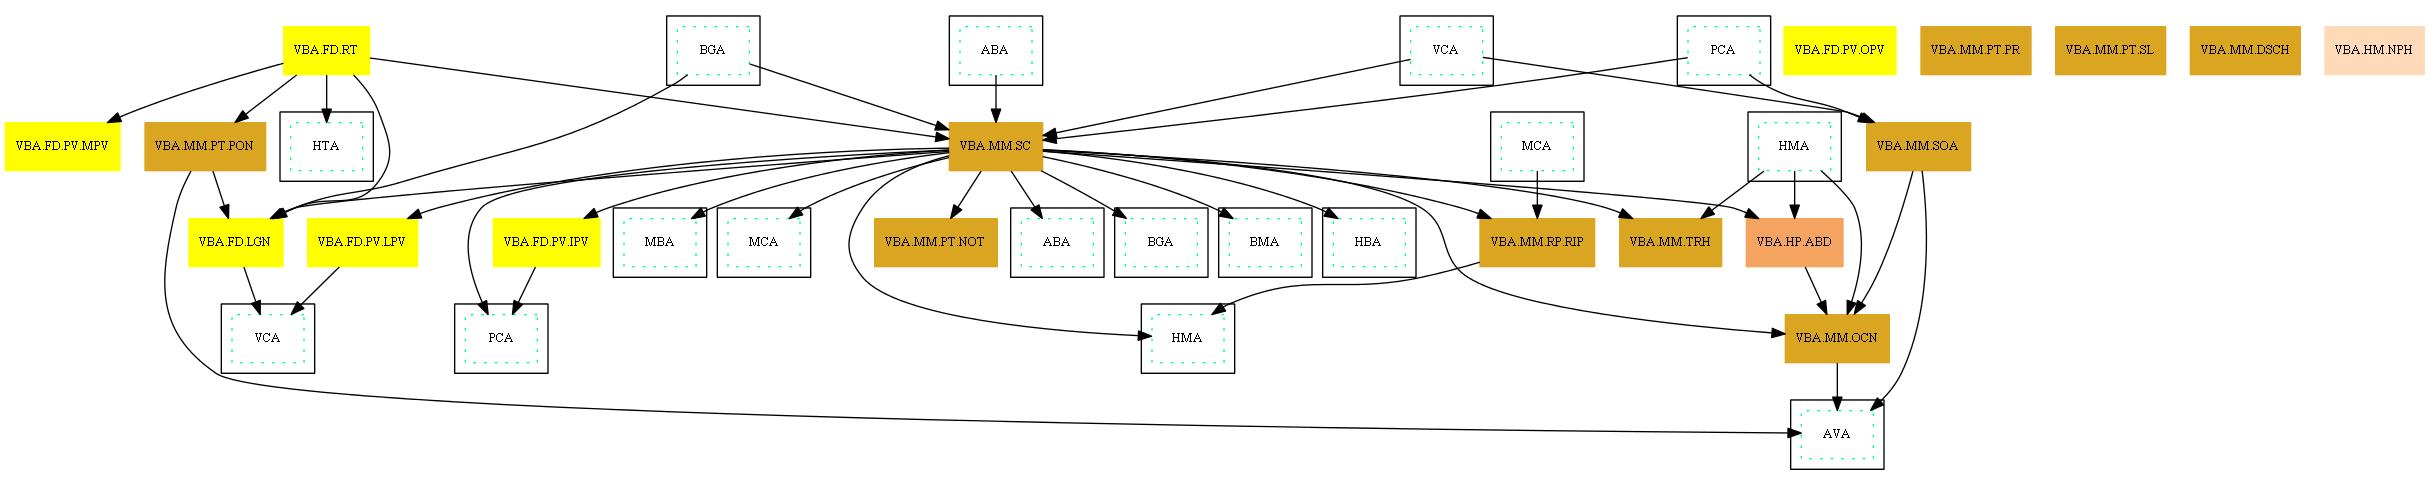 VBA.FD.RT
BGA
ABA
VCA
PCA
VBA.FD.PV.OPV
VBA.MM.PT.PR
VBA.MM.PT.SL
VBA.MM.DSCH
VBA.HM.NPH
VBA.FD.PV.MPV
VBA.MM.PT.PON
HTA
VBA.MM.SC
MCA
HMA
VBA.MM.SOA
VBA.FD.LGN
VBA.FD.PV.LPV
VBA.FD.PV.IPV
MBA
MCA
VBA.MM.PT.NOT
ABA
BGA
BMA
HBA
VBA.MM.RP.RIP
VBA.MM.TRH
VBA.HP.ABD
VCA
PCA
HMA
VBA.MM.OCN
AVA